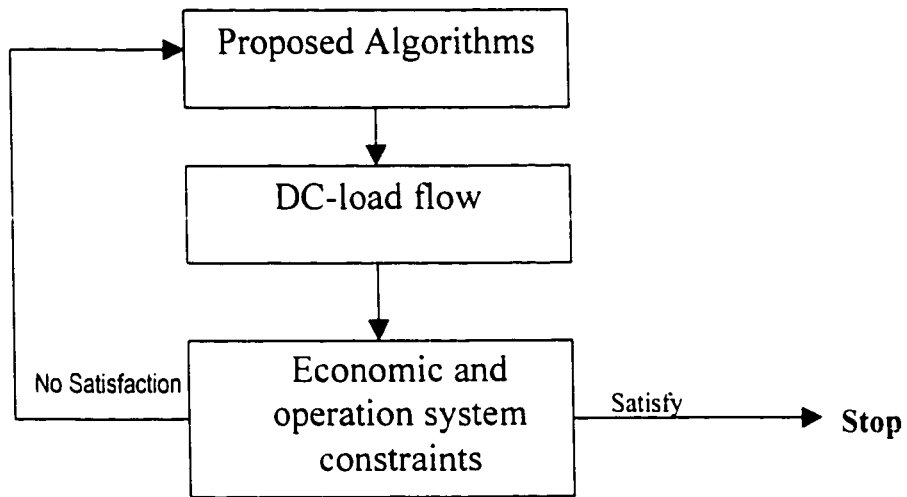 Proposed Algorithms
DC-load flow
Economic and
operation system
constraints
No Satisfaction
Satisfy
Stop